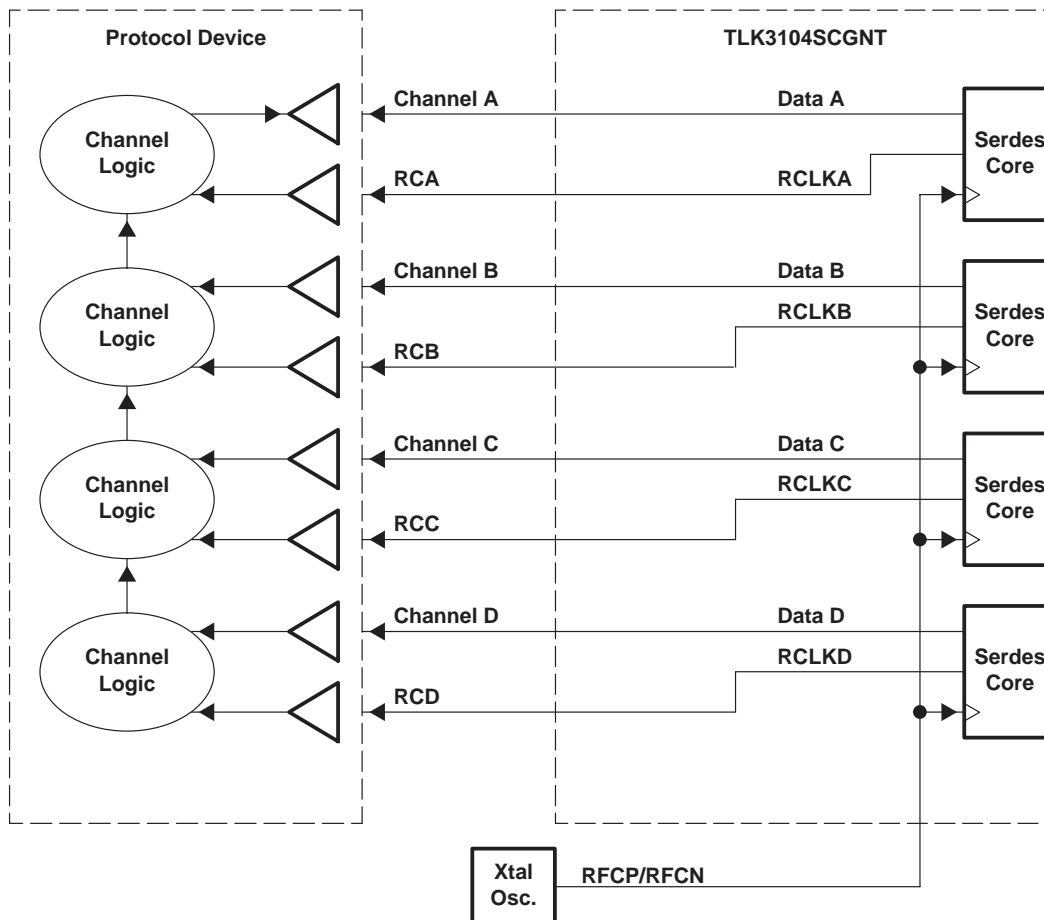 Protocol Device
TLK3104SCGNT
Channel A
Data A
Channel
Logic
Serdes
Core
RCA
RCLKA
Channel B
Data B
Channel
Logic
RCLKB
Serdes
Core
RCB
Channel C
Data C
Channel
Logic
RCLKC
Serdes
Core
RCC
Channel D
Data D
Channel
Logic
RCLKD
Serdes
Core
RCD
Xtal
Osc.
RFCP/RFCN